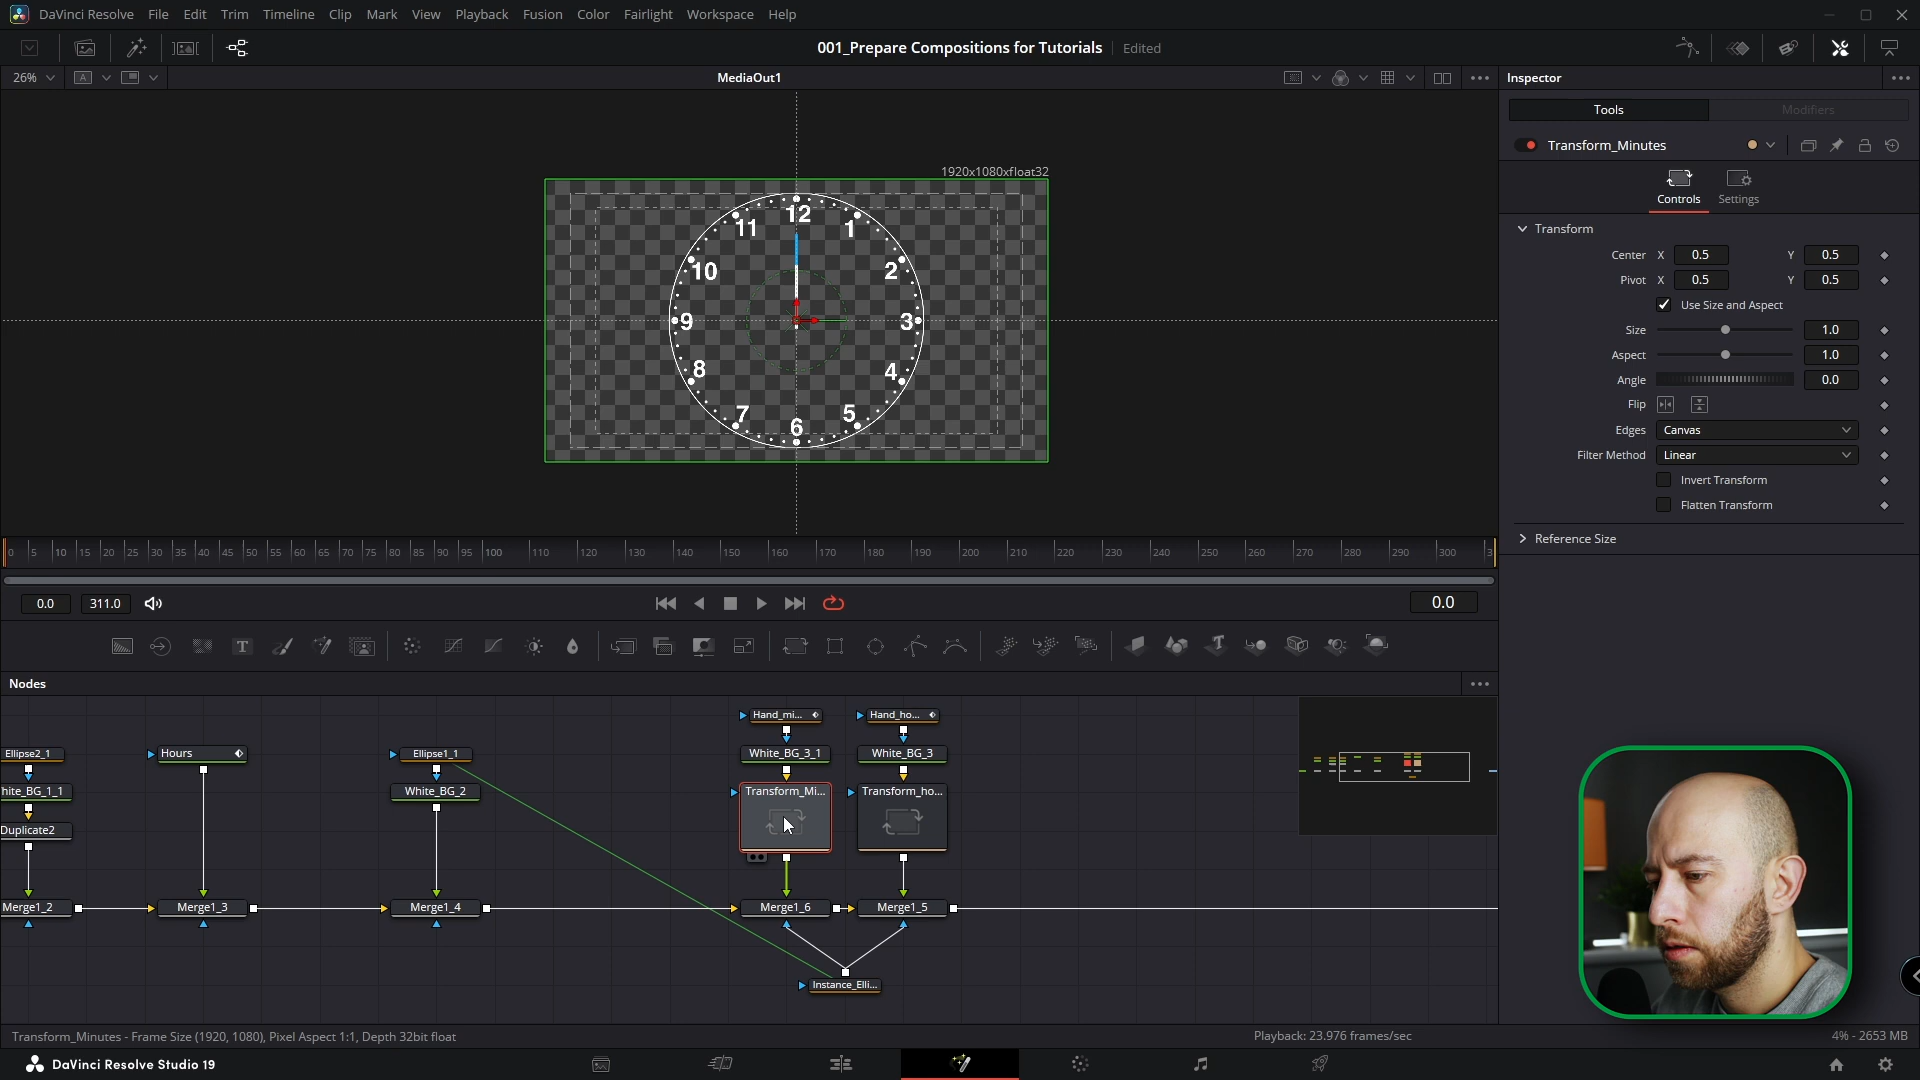 DaVinci Resolve File Edit Trim Timeline Clip Mark View Playback Fusion Color Fairlight Workspace Help
001_Prepare Compositions for Tutorials Edited
26% A MediaOut1 Inspector
Tools Modifiers
Transform_Minutes
Controls Settings
1920x1080xfloat32
12
11 1
10 2
9 3
8 4
7 5
6
Transform
Center X 0.5 Y 0.5
Pivot X 0.5 Y 0.5
Use Size and Aspect
Size 1.0
Aspect 1.0
Angle 0.0
Flip
Edges Canvas
Filter Method Linear
Invert Transform
Flatten Transform
Reference Size
0 5 10 15 20 25 30 35 40 45 50 55 60 65 70 75 80 85 90 95 100 110 120 130 140 150 160 170 180 190 200 210 220 230 240 250 260 270 280 290 300 3
0.0 311.0 0.0
T T
Nodes
Hand_mi... Hand_ho...
Ellipse2_1 Hours Ellipse1_1 White_BG_3_1 White_BG_3
hite_BG_1_1 White_BG_2 Transform_Mi... Transform_ho...
Duplicate2
Merge1_2 Merge1_3 Merge1_4 Merge1_6 Merge1_5
Instance_Elli...
Transform_Minutes - Frame Size (1920, 1080), Pixel Aspect 1:1, Depth 32bit float Playback: 23.976 frames/sec 4% - 2653 MB
DaVinci Resolve Studio 19